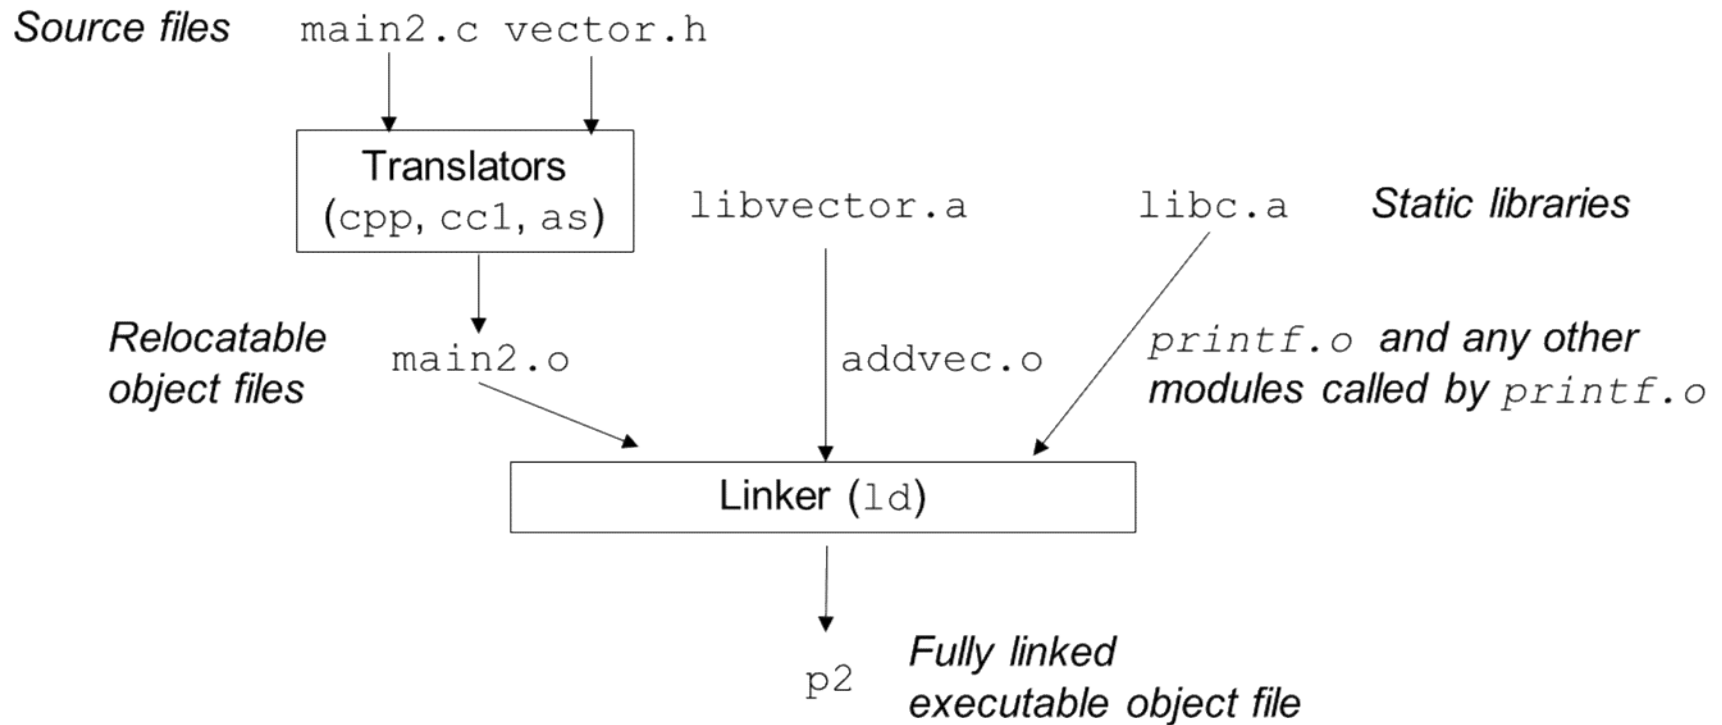 Source files main2.c vector.h
Translators
(cpp, cc1, as)
libvector.a libc.a Static libraries
Relocatable
object files
main2.o
addvec.o
printf.o and any other
modules called by printf.o
Linker (ld)
p2
Fully linked
executable object file